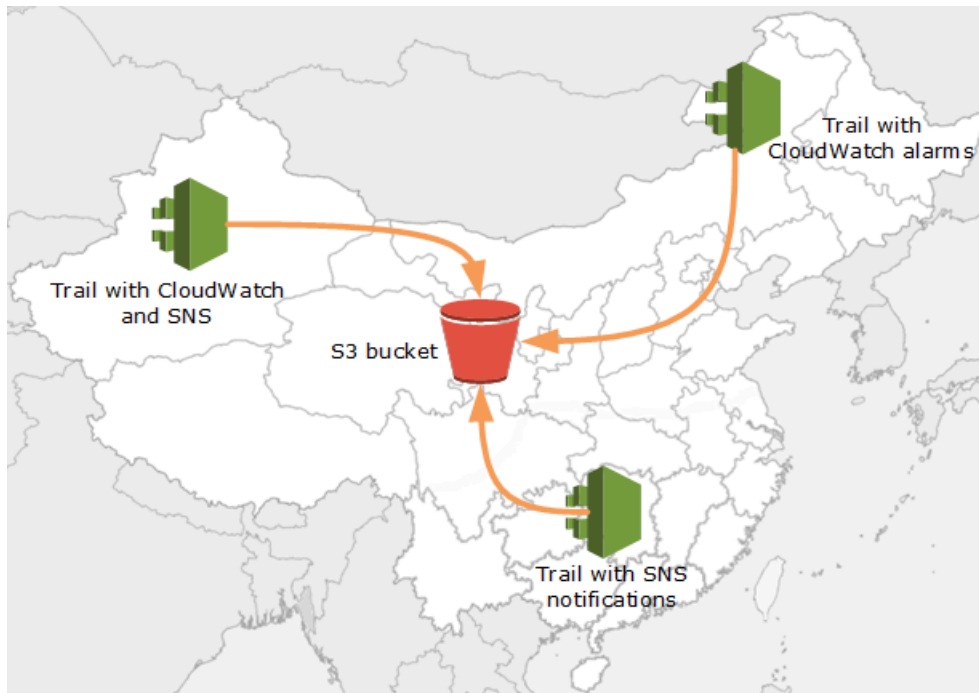 Trail with
CloudWatch alarms
Trail with CloudWatch
and SNS
S3 bucket
Trail with SNS
notifications